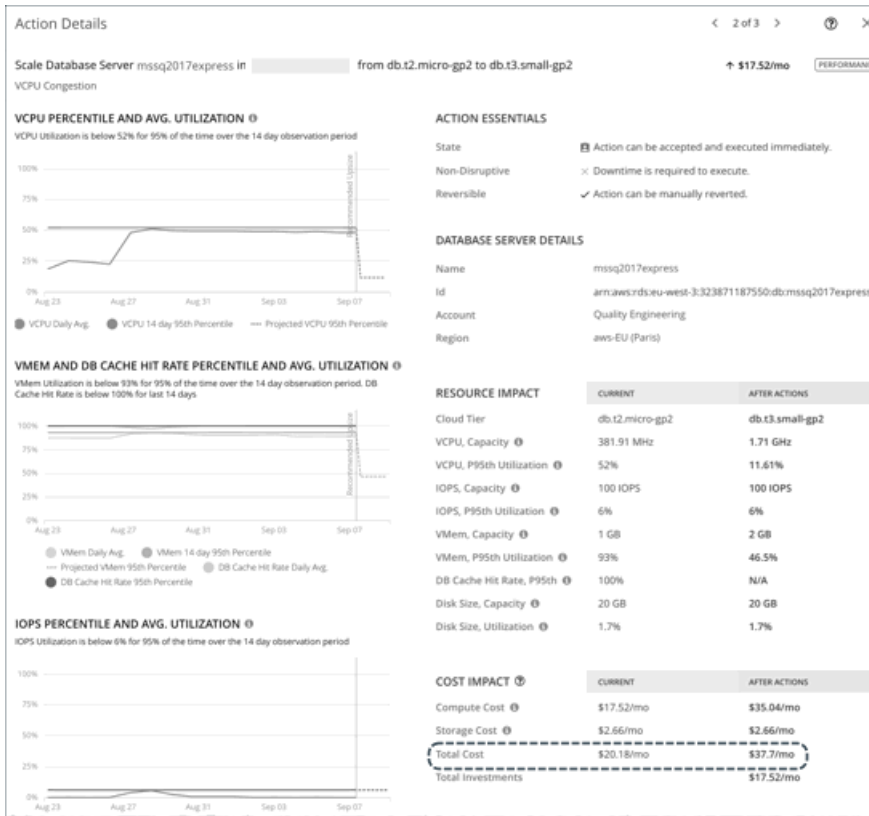 Action Details
2 of 3
Scale Database Server mssq2017express in from db.t2.micro-gp2 to db.t3.small-gp2
↑ $17.52/mo
PERFORMAN
VCPU Congestion
VCPU PERCENTILE AND AVG. UTILIZATION
VCPU Utilization is below 52% for 95% of the time over the 14 day observation period
100%
75%
50%
25%
0%
Recommended Upsize
Aug 23 Aug 27 Aug 31 Sep 03 Sep 07
VCPU Daily Avg. VCPU 14 day 95th Percentile Projected VCPU 95th Percentile
VMEM AND DB CACHE HIT RATE PERCENTILE AND AVG. UTILIZATION
VMem Utilization is below 93% for 95% of the time over the 14 day observation period. DB
Cache Hit Rate is below 100% for last 14 days
100%
75%
50%
25%
0%
Recommended Upsize
Aug 23 Aug 27 Aug 31 Sep 03 Sep 07
VMem Daily Avg. VMem 14 day 95th Percentile
Projected VMem 95th Percentile DB Cache Hit Rate Daily Avg.
DB Cache Hit Rate 95th Percentile
IOPS PERCENTILE AND AVG. UTILIZATION
IOPS Utilization is below 6% for 95% of the time over the 14 day observation period
100%
75%
50%
25%
0%
Aug 23 Aug 27 Aug 31 Sep 03 Sep 07
ACTION ESSENTIALS
State Action can be accepted and executed immediately.
Non-Disruptive Downtime is required to execute.
Reversible Action can be manually reverted.
DATABASE SERVER DETAILS
Name mssq2017express
Id arn:aws:rds:eu-west-3:323871187550:db:mssq2017express
Account Quality Engineering
Region aws-EU (Paris)
RESOURCE IMPACT CURRENT AFTER ACTIONS
Cloud Tier db.t2.micro-gp2 db.t3.small-gp2
VCPU, Capacity 381.91 MHz 1.71 GHz
VCPU, P95th Utilization 52% 11.61%
IOPS, Capacity 100 IOPS 100 IOPS
IOPS, P95th Utilization 6% 6%
VMem, Capacity 1 GB 2 GB
VMem, P95th Utilization 93% 46.5%
DB Cache Hit Rate, P95th 100% N/A
Disk Size, Capacity 20 GB 20 GB
Disk Size, Utilization 1.7% 1.7%
COST IMPACT CURRENT AFTER ACTIONS
Compute Cost $17.52/mo $35.04/mo
Storage Cost $2.66/mo $2.66/mo
Total Cost $20.18/mo $37.7/mo
Total Investments $17.52/mo